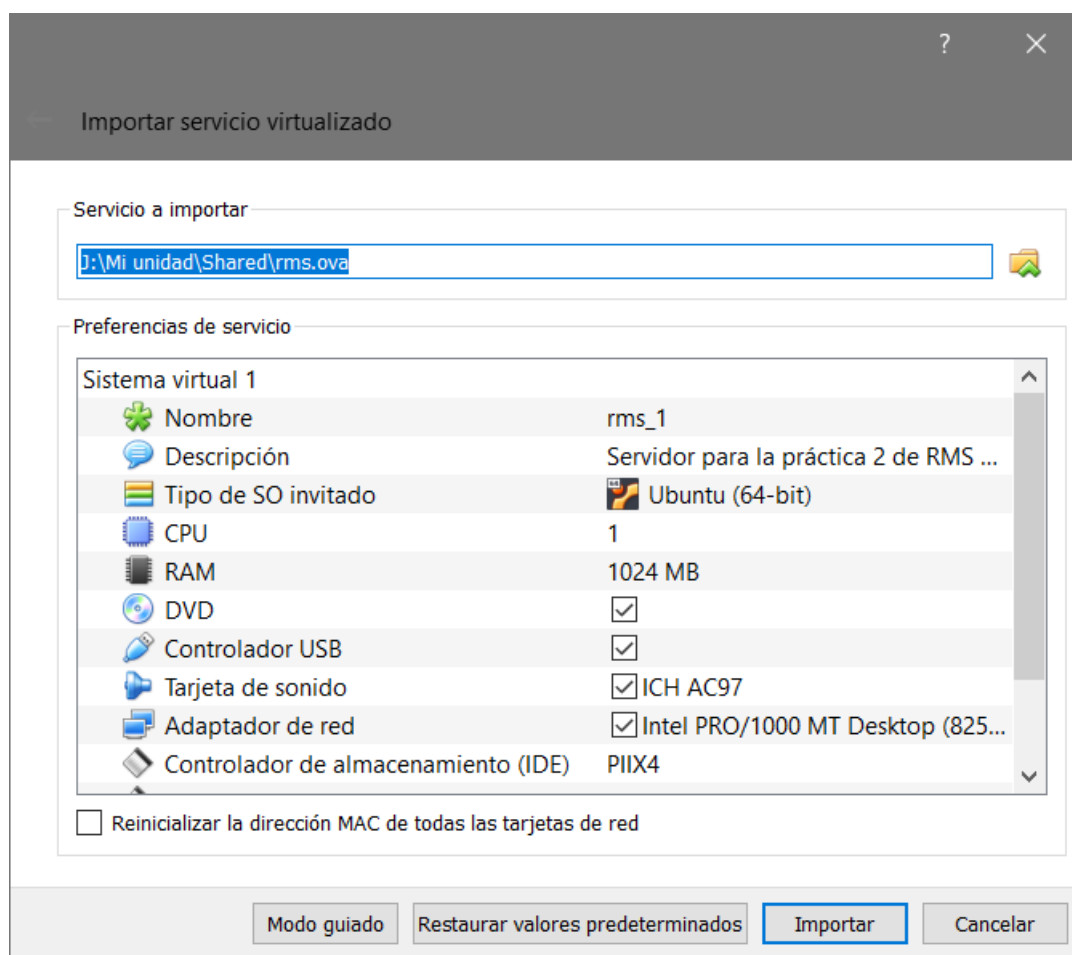 ?
Importar servicio virtualizado
Servicio a importar
J:\Mi unidad\Shared\rms.ova
Preferencias de servicio
Sistema virtual 1
Nombre rms_1
Descripción Servidor para la práctica 2 de RMS ...
Tipo de SO invitado Ubuntu (64-bit)
CPU 1
RAM 1024 MB
DVD
Controlador USB
Tarjeta de sonido ICH AC97
Adaptador de red Intel PRO/1000 MT Desktop (825...
Controlador de almacenamiento (IDE) PIIX4
Reinicializar la dirección MAC de todas las tarjetas de red
Modo guiado Restaurar valores predeterminados Importar Cancelar